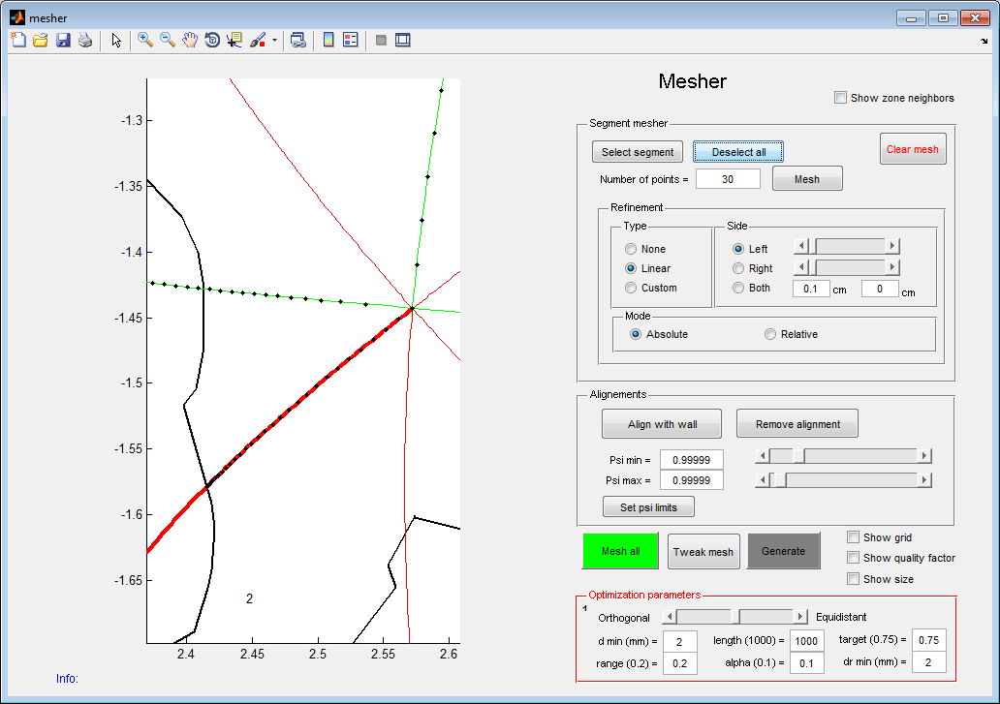 mesher
Mesher
Show zone neighbors
Segment mesher
Select segment
Deselect all
Clear mesh
Number of points =
30
Mesh
Refinement
Type
None
Linear
Custom
Side
Left
Right
Both
0.1
cm
0
cm
Mode
Absolute
Relative
Alignements
Align with wall
Remove alignment
Psi min =
0.99999
Psi max =
0.99999
Set psi limits
Mesh all
Tweak mesh
Generate
Show grid
Show quality factor
Show size
Optimization parameters
1
Orthogonal
Equidistant
d min (mm) =
2
length (1000) =
1000
target (0.75) =
0.75
range (0.2) =
0.2
alpha (0.1) =
0.1
dr min (mm) =
2
-1.3
-1.35
-1.4
-1.45
-1.5
-1.55
-1.6
-1.65
2
2.4
2.45
2.5
2.55
2.6
Info: